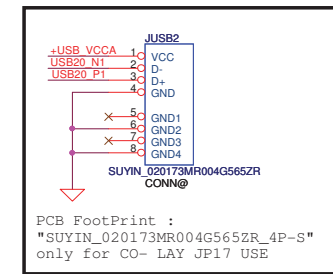 JUSB2
+USB_VCCA 1 VCC
USB20_N1 2 D-
USB20_P1 3 D+
4 GND
5 GND1
6 GND2
7 GND3
8 GND4
SUYIN_020173MR004G565ZR
CONN@
PCB FootPrint :
"SUYIN_020173MR004G565ZR_4P-S"
only for CO- LAY JP17 USE